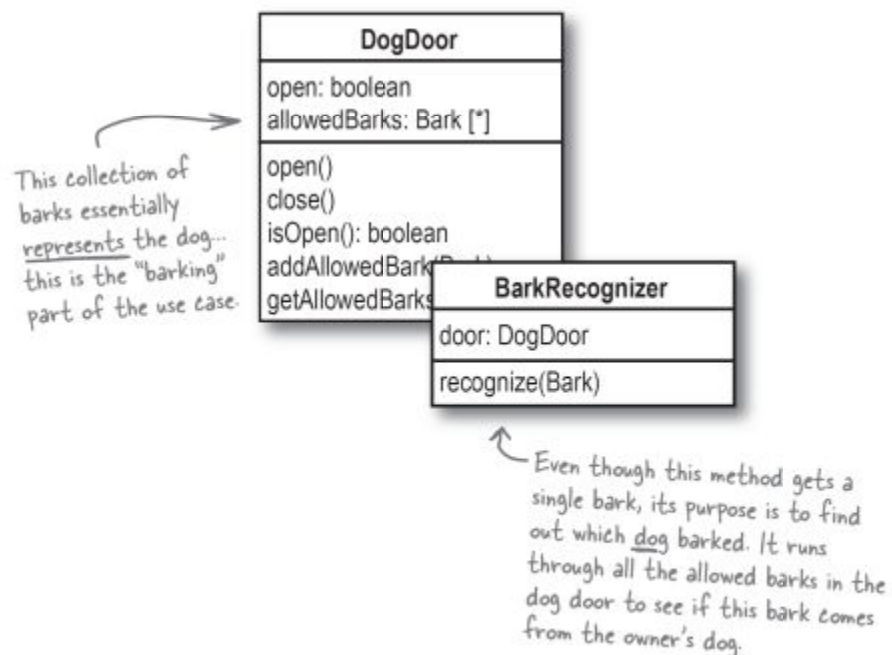 DogDoor
open: boolean
allowedBarks: Bark [*]
open()
close()
isOpen(): boolean
addAllowedBark(
getAllowedBarks
This collection of
barks essentially
represents the dog...
this is the "barking"
part of the use case.
BarkRecognizer
door: DogDoor
recognize(Bark)
Even though this method gets a
single bark, its purpose is to find
out which dog barked. It runs
through all the allowed barks in the
dog door to see if this bark comes
from the owner's dog.